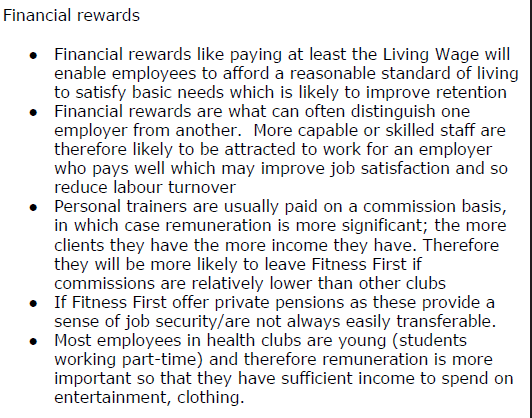 Financial rewards
● Financial rewards like paying at least the Living Wage will
enable employees to afford a reasonable standard of living
to satisfy basic needs which is likely to improve retention
● Financial rewards are what can often distinguish one
employer from another.  More capable or skilled staff are
therefore likely to be attracted to work for an employer
who pays well which may improve job satisfaction and so
reduce labour turnover
● Personal trainers are usually paid on a commission basis,
in which case remuneration is more significant; the more
clients they have the more income they have. Therefore
they will be more likely to leave Fitness First if
commissions are relatively lower than other clubs
● If Fitness First offer private pensions as these provide a
sense of job security/are not always easily transferable.
● Most employees in health clubs are young (students
working part-time) and therefore remuneration is more
important so that they have sufficient income to spend on
entertainment, clothing.